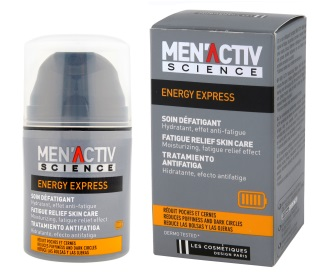 MEN'ACTIV
SCIENCE
ENERGY EXPRESS
SOIN DÉFATIGANT
Hydratant, effet anti-fatigue
FATIGUE RELIEF SKIN CARE
Moisturizing, fatigue relief effect
TRATAMIENTO
ANTIFATIGA
Hidratante, efecto antifatiga
RÉDUIT POCHES ET CERNES
REDUCES PUFFINESS AND DARK CIRCLES
REDUCE LAS BOLSAS Y LAS OJERAS
MEN'ACTIV
SCIENCE
ENERGY EXPRESS
SOIN DÉFATIGANT
Hydratant, effet anti-fatigue
FATIGUE RELIEF SKIN CARE
Moisturizing, fatigue relief effect
TRATAMIENTO
ANTIFATIGA
Hidratante, efecto antifatiga
RÉDUIT POCHES ET CERNES
REDUCES PUFFINESS AND DARK CIRCLES
REDUCE LAS BOLSAS Y LAS OJERAS
DERMO TESTED
LES COSMÉTIQUES
DESIGN PARIS